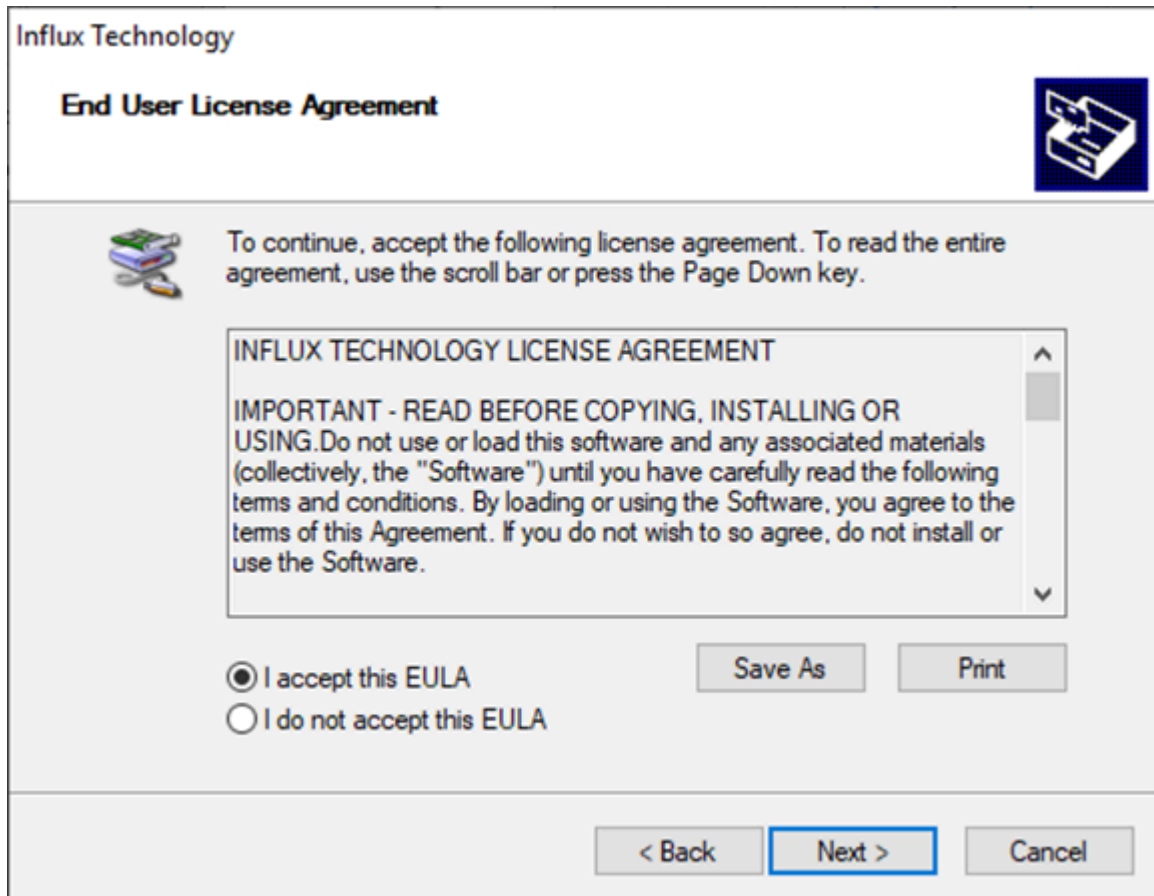 Influx Technology
End User License Agreement
To continue, accept the following license agreement. To read the entire
agreement, use the scroll bar or press the Page Down key.
INFLUX TECHNOLOGY LICENSE AGREEMENT
IMPORTANT - READ BEFORE COPYING, INSTALLING OR
USING.Do not use or load this software and any associated materials
(collectively, the "Software") until you have carefully read the following
terms and conditions. By loading or using the Software, you agree to the
terms of this Agreement. If you do not wish to so agree, do not install or
use the Software.
I accept this EULA
Save As
Print
I do not accept this EULA
< Back
Next >
Cancel